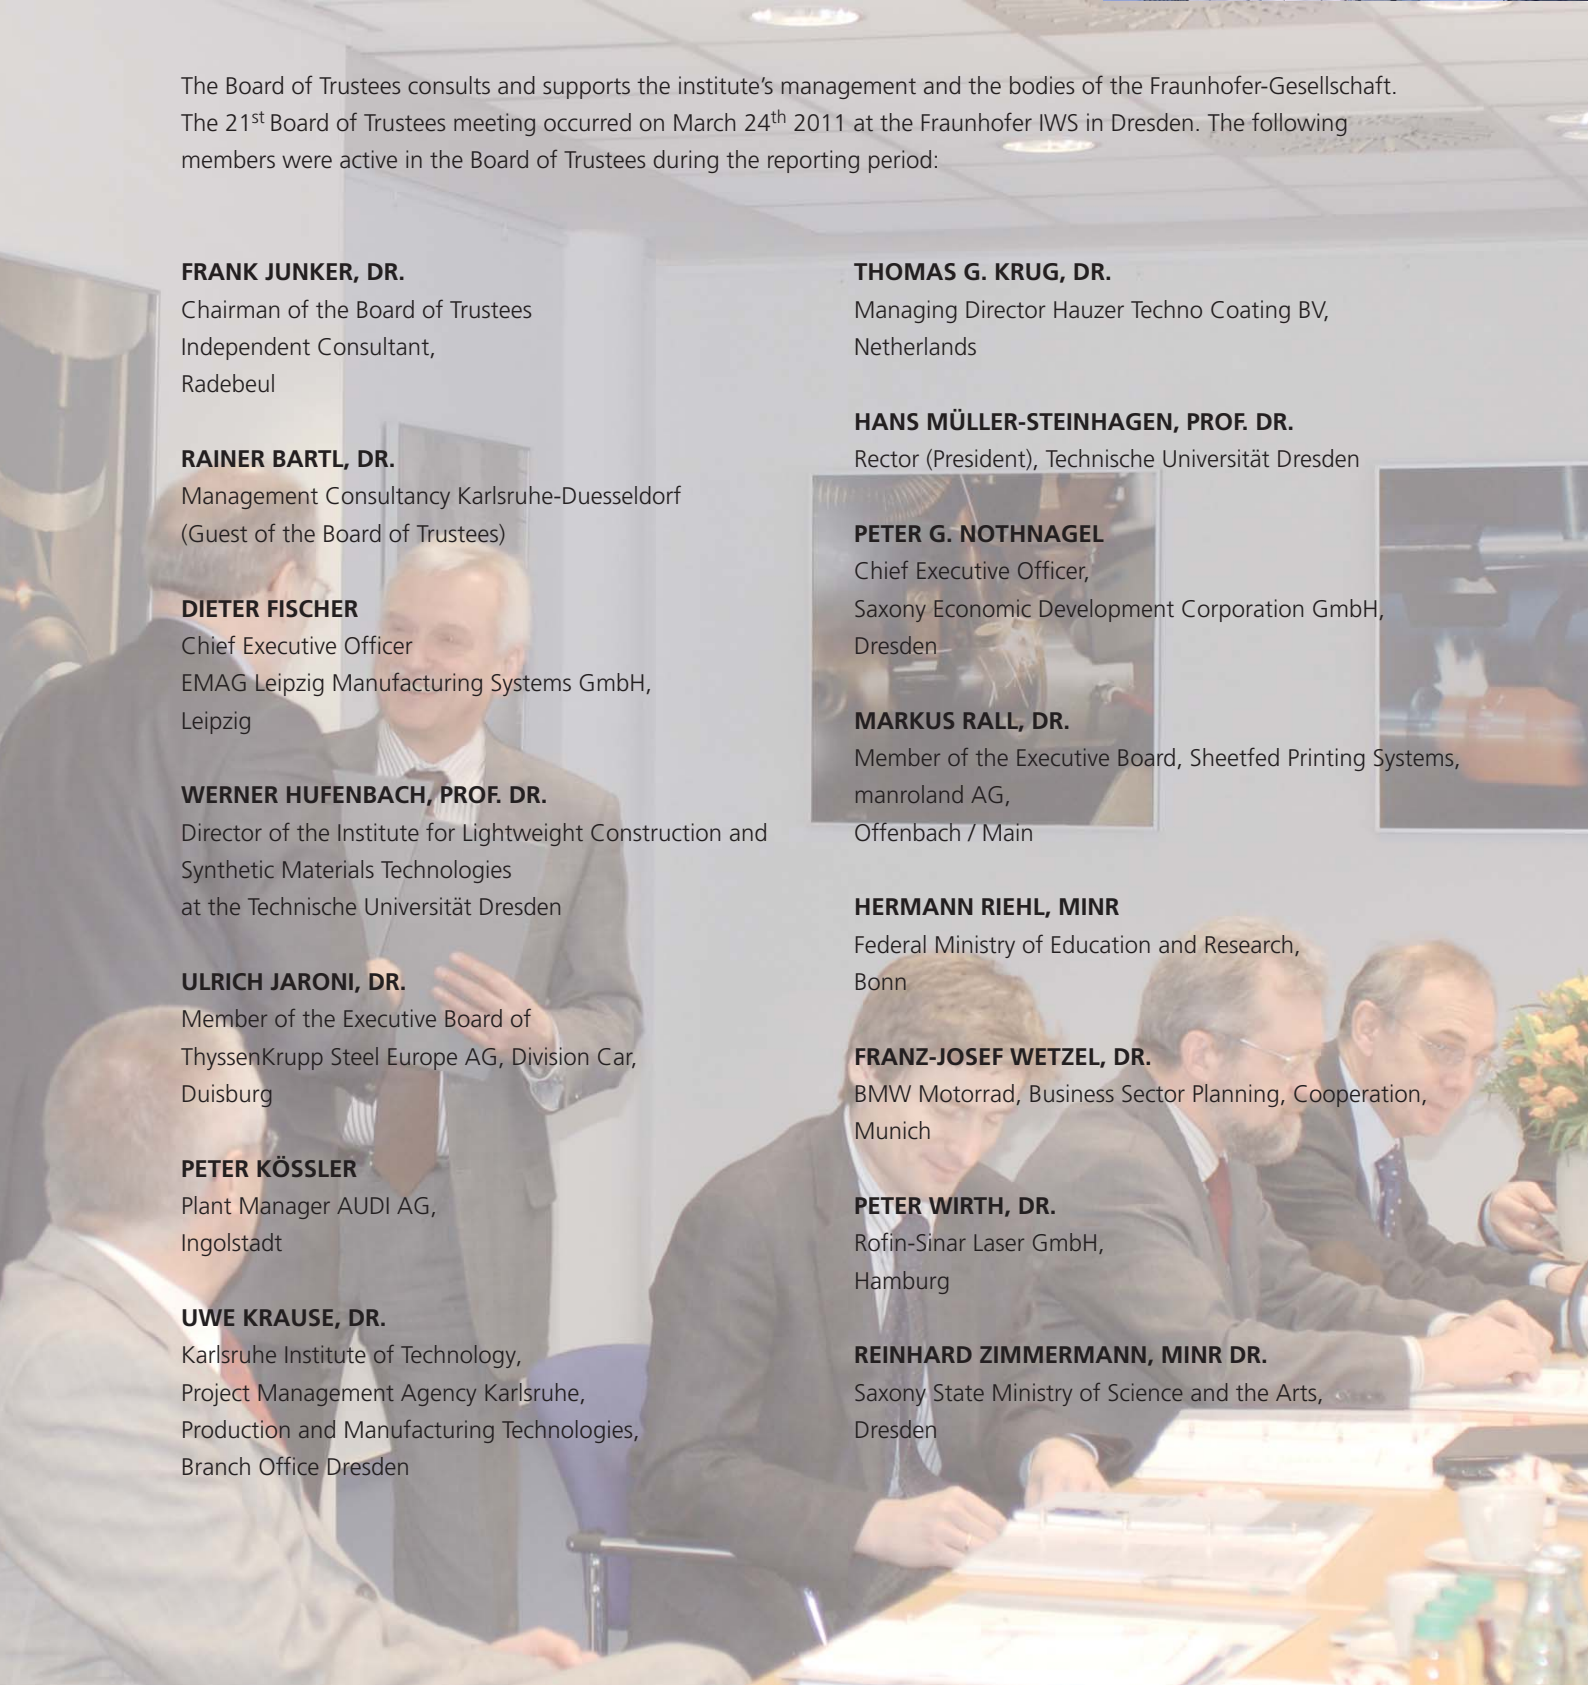 The Board of Trustees consults and supports the institute’s management and the bodies of the Fraunhofer-Gesellschaft.
The 21st Board of Trustees meeting occurred on March 24th 2011 at the Fraunhofer IWS in Dresden. The following
members were active in the Board of Trustees during the reporting period:
FRANK JUNKER, DR.
Chairman of the Board of Trustees
Independent Consultant,
Radebeul
RAINER BARTL, DR.
Management Consultancy Karlsruhe-Duesseldorf
(Guest of the Board of Trustees)
DIETER FISCHER
Chief Executive Officer
EMAG Leipzig Manufacturing Systems GmbH,
Leipzig
WERNER HUFENBACH, PROF. DR.
Director of the Institute for Lightweight Construction and
Synthetic Materials Technologies
at the Technische Universität Dresden
ULRICH JARONI, DR.
Member of the Executive Board of
ThyssenKrupp Steel Europe AG, Division Car,
Duisburg
PETER KÖSSLER
Plant Manager AUDI AG,
Ingolstadt
UWE KRAUSE, DR.
Karlsruhe Institute of Technology,
Project Management Agency Karlsruhe,
Production and Manufacturing Technologies,
Branch Office Dresden
THOMAS G. KRUG, DR.
Managing Director Hauzer Techno Coating BV,
Netherlands
HANS MÜLLER-STEINHAGEN, PROF. DR.
Rector (President), Technische Universität Dresden
PETER G. NOTHNAGEL
Chief Executive Officer,
Saxony Economic Development Corporation GmbH,
Dresden
MARKUS RALL, DR.
Member of the Executive Board, Sheetfed Printing Systems,
manroland AG,
Offenbach / Main
HERMANN RIEHL, MINR
Federal Ministry of Education and Research,
Bonn
FRANZ-JOSEF WETZEL, DR.
BMW Motorrad, Business Sector Planning, Cooperation,
Munich
PETER WIRTH, DR.
Rofin-Sinar Laser GmbH,
Hamburg
REINHARD ZIMMERMANN, MINR DR.
Saxony State Ministry of Science and the Arts,
Dresden